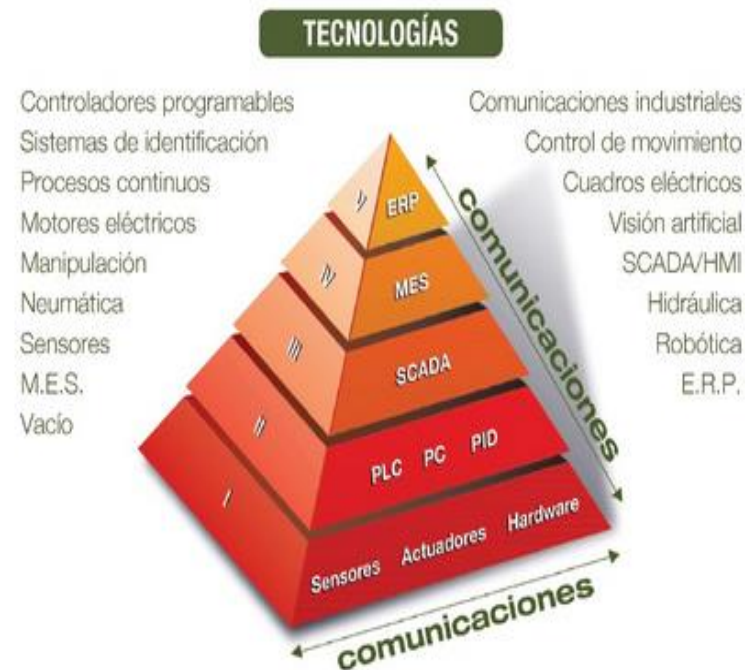 TECNOLOGÍAS
Controladores programables
Sistemas de identificación
Procesos continuos
Motores eléctricos
Manipulación
Neumática
Sensores
M.E.S.
Vacío
Comunicaciones industriales
Control de movimiento
Cuadros eléctricos
Visión artificial
SCADA/HMI
Hidráulica
Robótica
E.R.P.
V ERP
IV MES
III SCADA
II PLC PC PID
I Sensores Actuadores Hardware
comunicaciones
comunicaciones